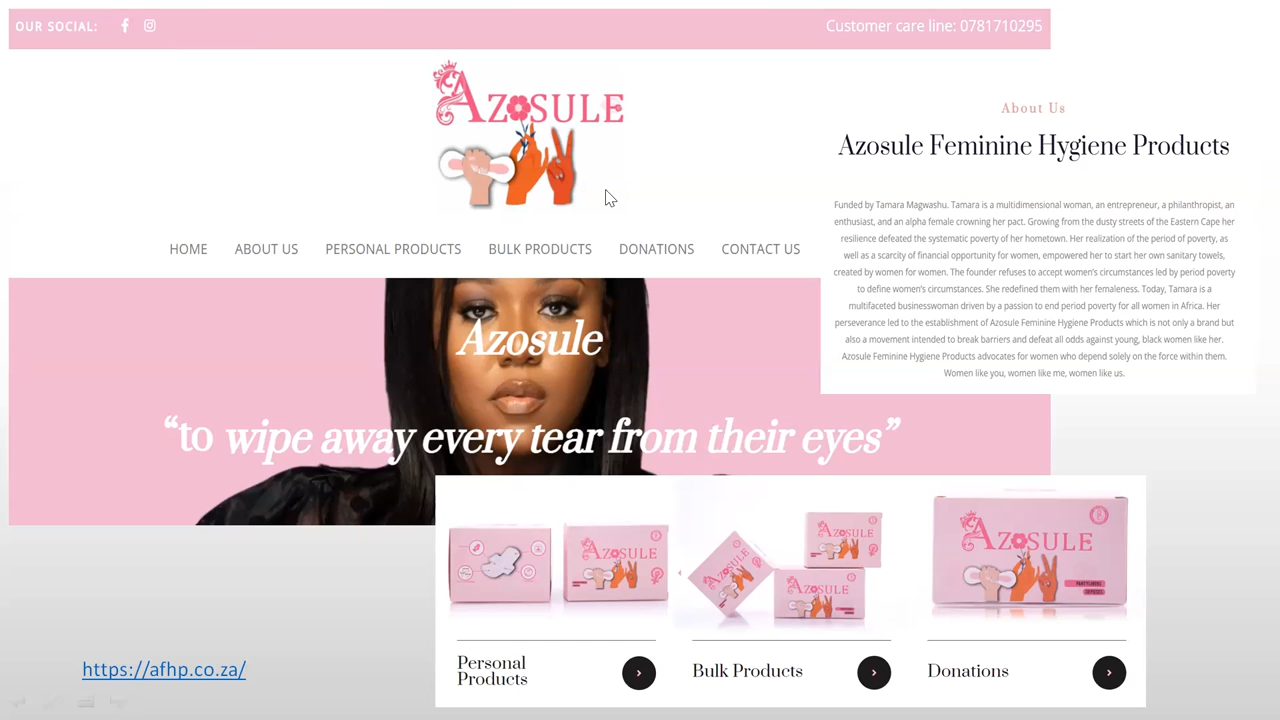 OUR SOCIAL:
Customer care line: 0781710295
AZOSULE
HOME
ABOUT US
PERSONAL PRODUCTS
BULK PRODUCTS
DONATIONS
CONTACT US
About Us
Azosule Feminine Hygiene Products
Funded by Tamara Magwashu. Tamara is a multidimensional woman, an entrepreneur, a philanthropist, an
enthusiast, and an alpha female crowning her pact. Growing from the dusty streets of the Eastern Cape her
resilience defeated the systematic poverty of her hometown. Her realization of the period of poverty, as
well as a scarcity of financial opportunity for women, empowered her to start her own sanitary towels,
created by women for women. The founder refuses to accept women's circumstances led by period poverty
to define women's circumstances. She redefined them with her femaleness. Today, Tamara is a
multifaceted businesswoman driven by a passion to end period poverty for all women in Africa. Her
perseverance led to the establishment of Azosule Feminine Hygiene Products which is not only a brand but
also a movement intended to break barriers and defeat all odds against young, black women like her.
Azosule Feminine Hygiene Products advocates for women who depend solely on the force within them.
Women like you, women like me, women like us.
Azosule
“to wipe away every tear from their eyes”
AZOSULE
AZOSULE
AZOSULE
AZOSULE
AZOSULE
PANTYLINERS
Personal
Products
Bulk Products
Donations
https://afhp.co.za/